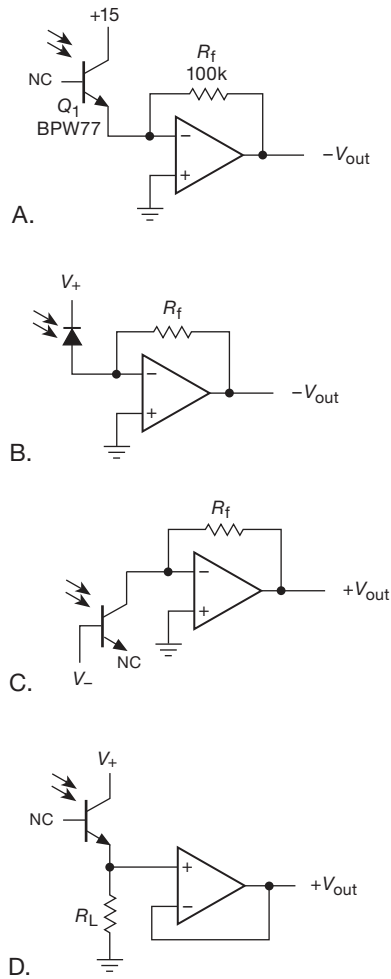 +15
R_f
100k
NC
Q_1
BPW77
−
+
−V_out
A.
V_+
R_f
−
+
−V_out
B.
R_f
−
+
+V_out
NC
V_−
C.
V_+
NC
+
−
+V_out
R_L
D.